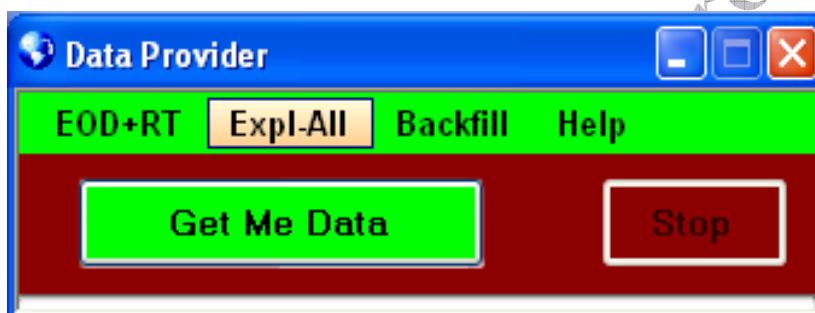 Data Provider
EOD+RT Expl-All Backfill Help
Get Me Data Stop